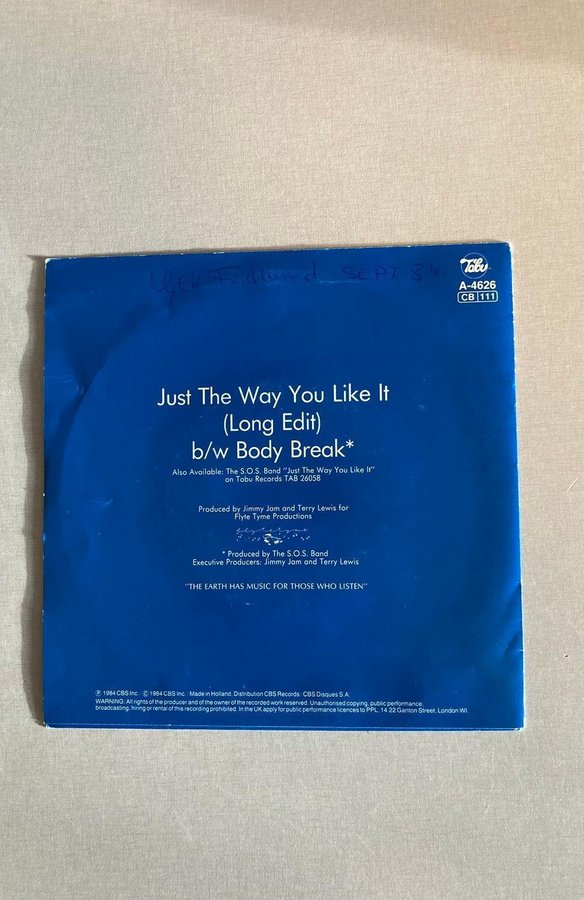 SEPT. 84
Tabu
A-4626
CB 111
Just The Way You Like It
(Long Edit)
b/w Body Break*
Also Available: The S.O.S. Band "Just The Way You Like It"
on Tabu Records TAB 26058
Produced by Jimmy Jam and Terry Lewis for
Flyte Tyme Productions
* Produced by The S.O.S. Band
Executive Producers: Jimmy Jam and Terry Lewis
"THE EARTH HAS MUSIC FOR THOSE WHO LISTEN"
℗ 1984 CBS Inc. © 1984 CBS Inc. Made in Holland. Distribution CBS Records · CBS Disques S.A.
WARNING: All rights of the producer and of the owner of the recorded work reserved. Unauthorised copying, public performance,
broadcasting, hiring or rental of this recording prohibited. In the UK apply for public performance licences to PPL, 14-22 Ganton Street, London WI.